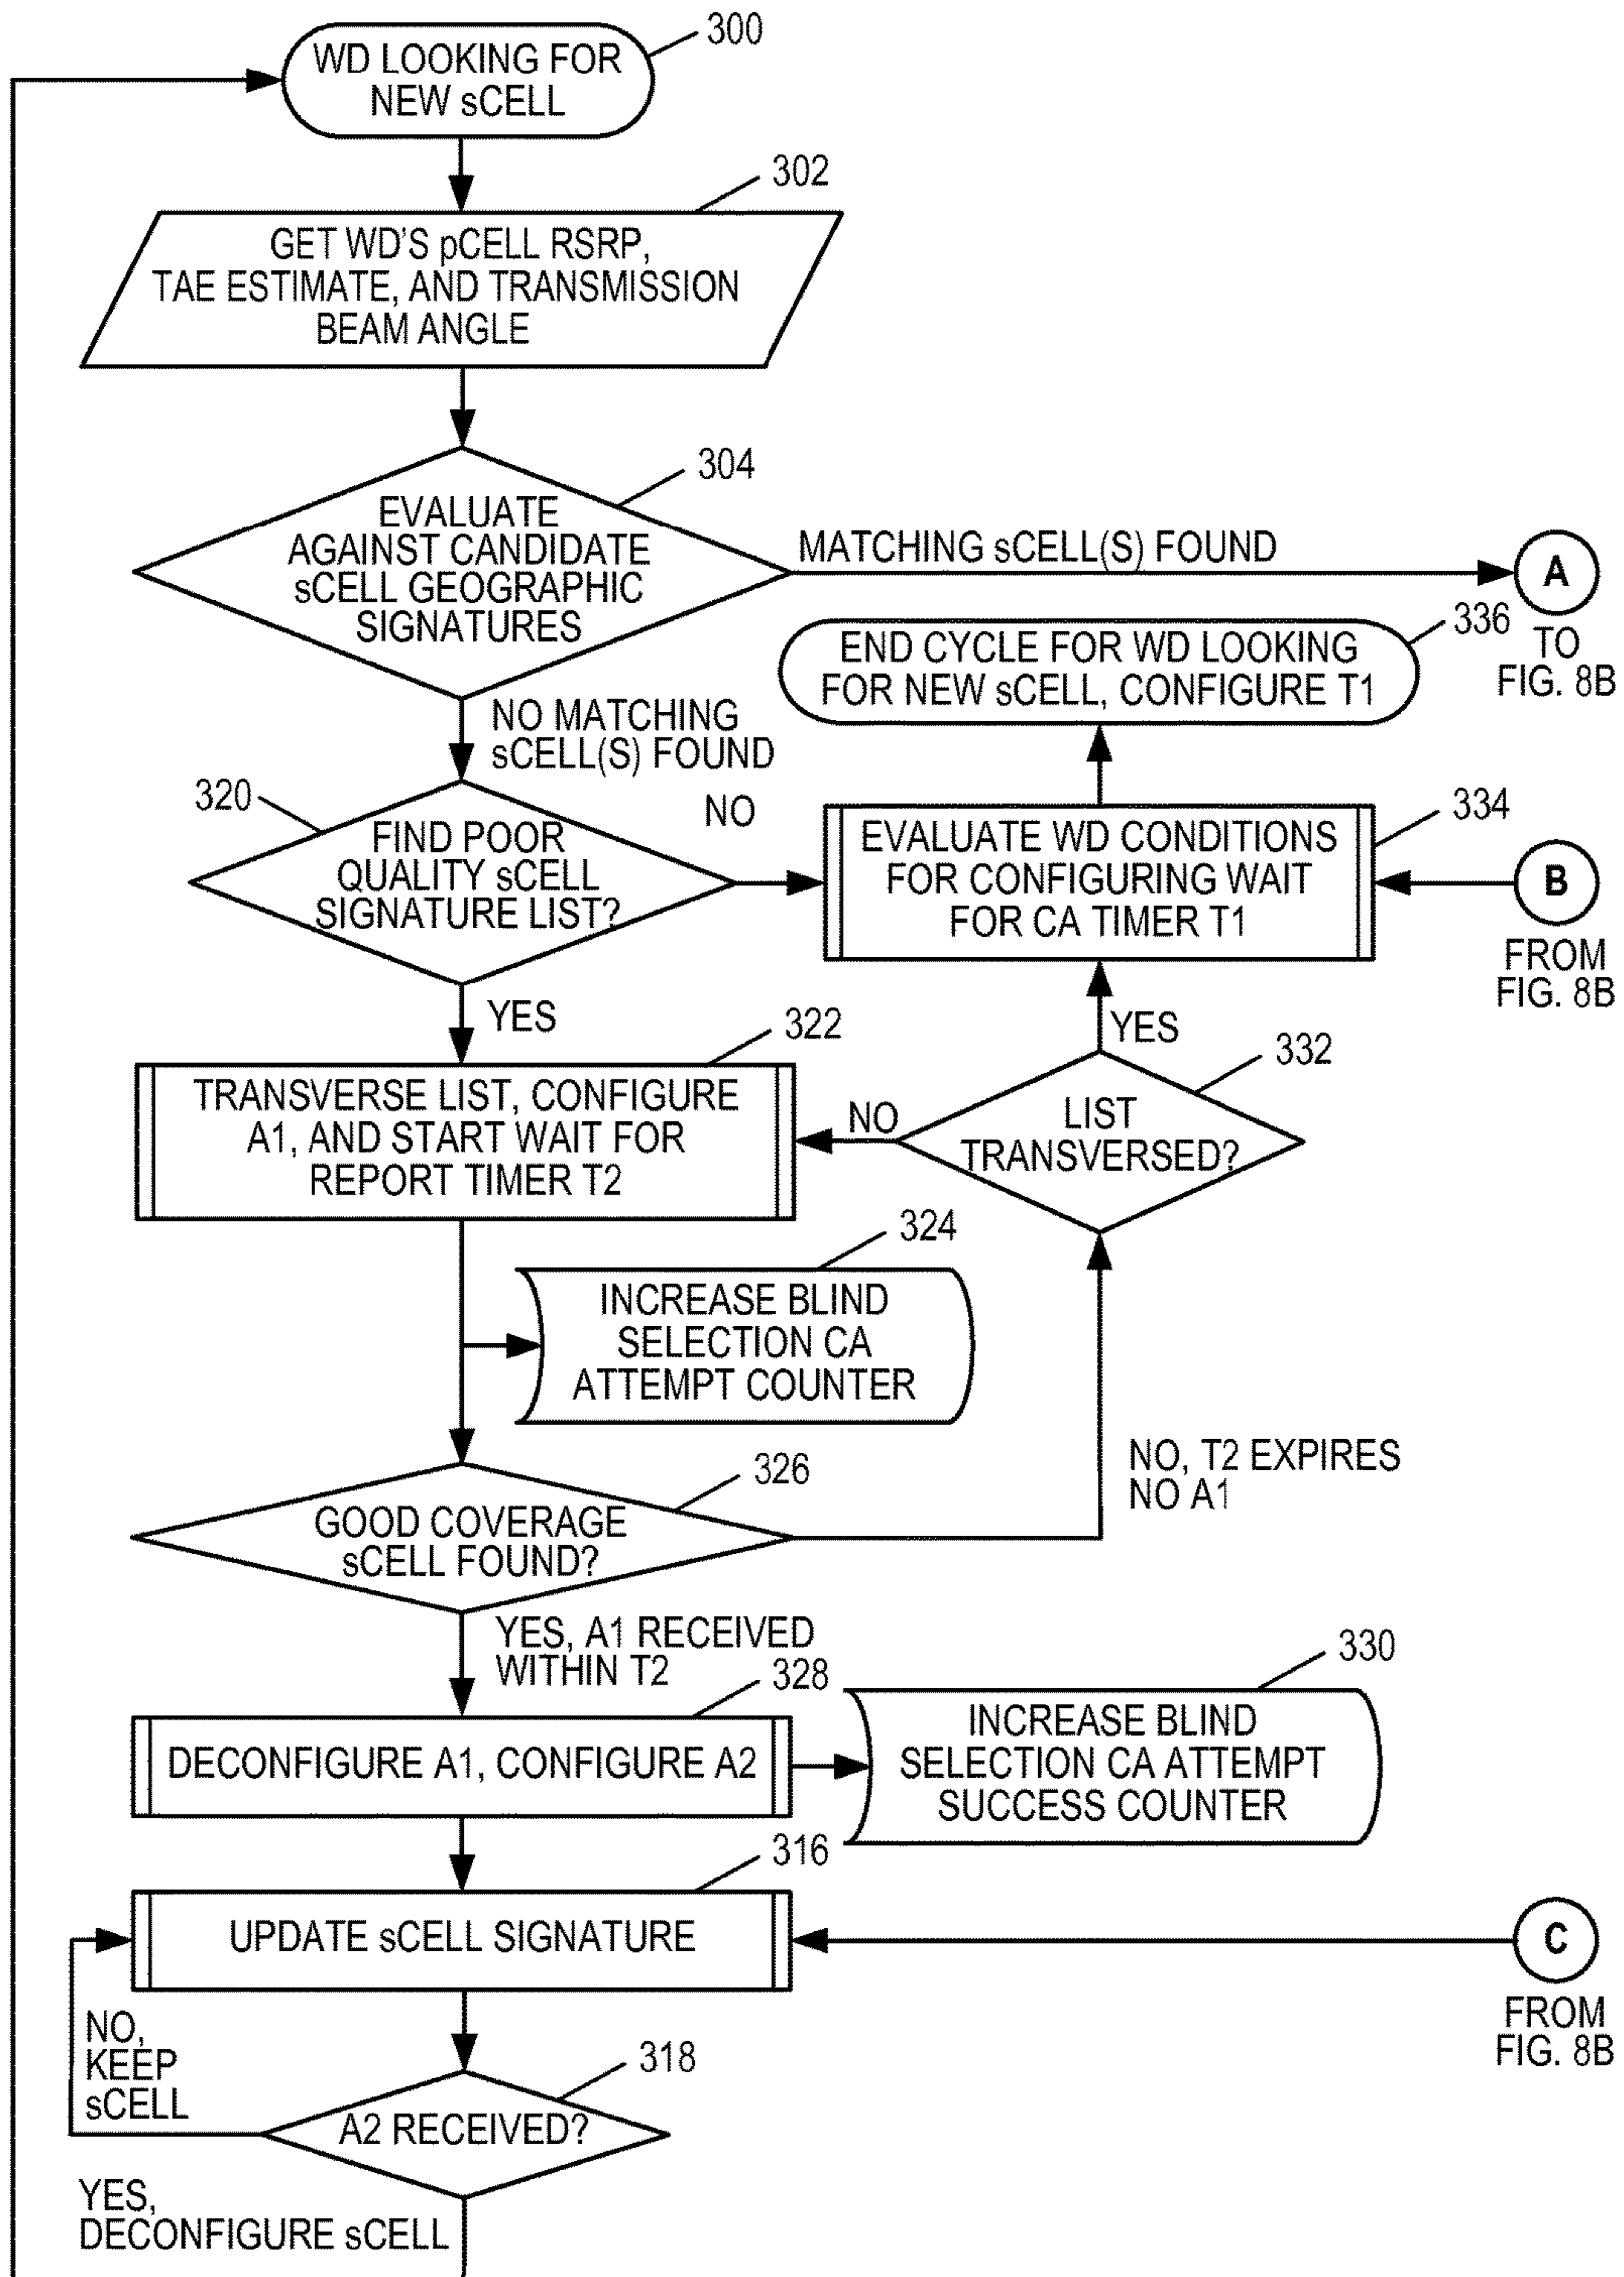 300
WD LOOKING FOR
NEW sCELL
302
GET WD'S pCELL RSRP,
TAE ESTIMATE, AND TRANSMISSION
BEAM ANGLE
304
EVALUATE
AGAINST CANDIDATE
sCELL GEOGRAPHIC
SIGNATURES
MATCHING sCELL(S) FOUND
A
TO
FIG. 8B
336
END CYCLE FOR WD LOOKING
FOR NEW sCELL, CONFIGURE T1
NO MATCHING
sCELL(S) FOUND
320
FIND POOR
QUALITY sCELL
SIGNATURE LIST?
NO
334
EVALUATE WD CONDITIONS
FOR CONFIGURING WAIT
FOR CA TIMER T1
B
FROM
FIG. 8B
YES
322
TRANSVERSE LIST, CONFIGURE
A1, AND START WAIT FOR
REPORT TIMER T2
YES
332
LIST
TRANSVERSED?
NO
324
INCREASE BLIND
SELECTION CA
ATTEMPT COUNTER
326
GOOD COVERAGE
sCELL FOUND?
NO, T2 EXPIRES
NO A1
YES, A1 RECEIVED
WITHIN T2
328
DECONFIGURE A1, CONFIGURE A2
330
INCREASE BLIND
SELECTION CA ATTEMPT
SUCCESS COUNTER
316
UPDATE sCELL SIGNATURE
C
FROM
FIG. 8B
NO,
KEEP
sCELL
318
A2 RECEIVED?
YES,
DECONFIGURE sCELL